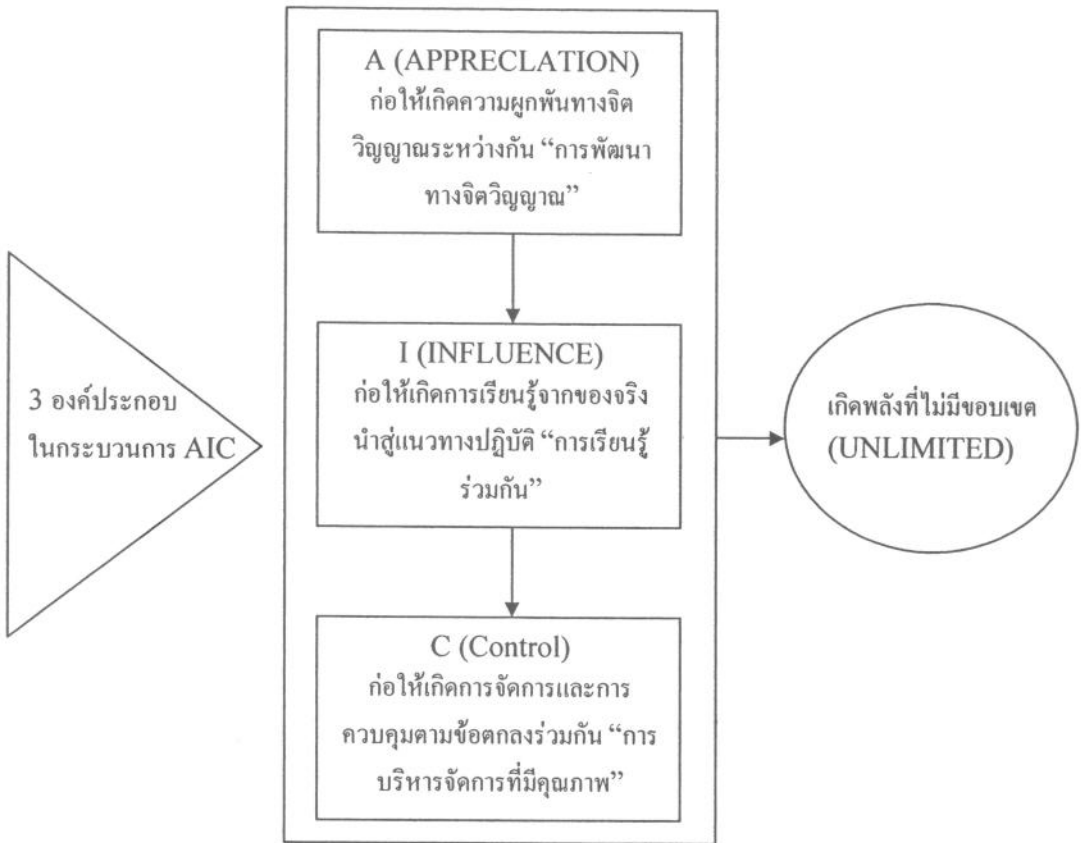 3 องค์ประกอบ
ในกระบวนการ AIC
A (APPRECLATION)
ก่อให้เกิดความผูกพันทางจิต
วิญญาณระหว่างกัน “การพัฒนา
ทางจิตวิญญาณ”
I (INFLUENCE)
ก่อให้เกิดการเรียนรู้จากของจริง
นำสู่แนวทางปฏิบัติ “การเรียนรู้
ร่วมกัน”
C (Control)
ก่อให้เกิดการจัดการและการ
ควบคุมตามข้อตกลงร่วมกัน “การ
บริหารจัดการที่มีคุณภาพ”
เกิดพลังที่ไม่มีขอบเขต
(UNLIMITED)